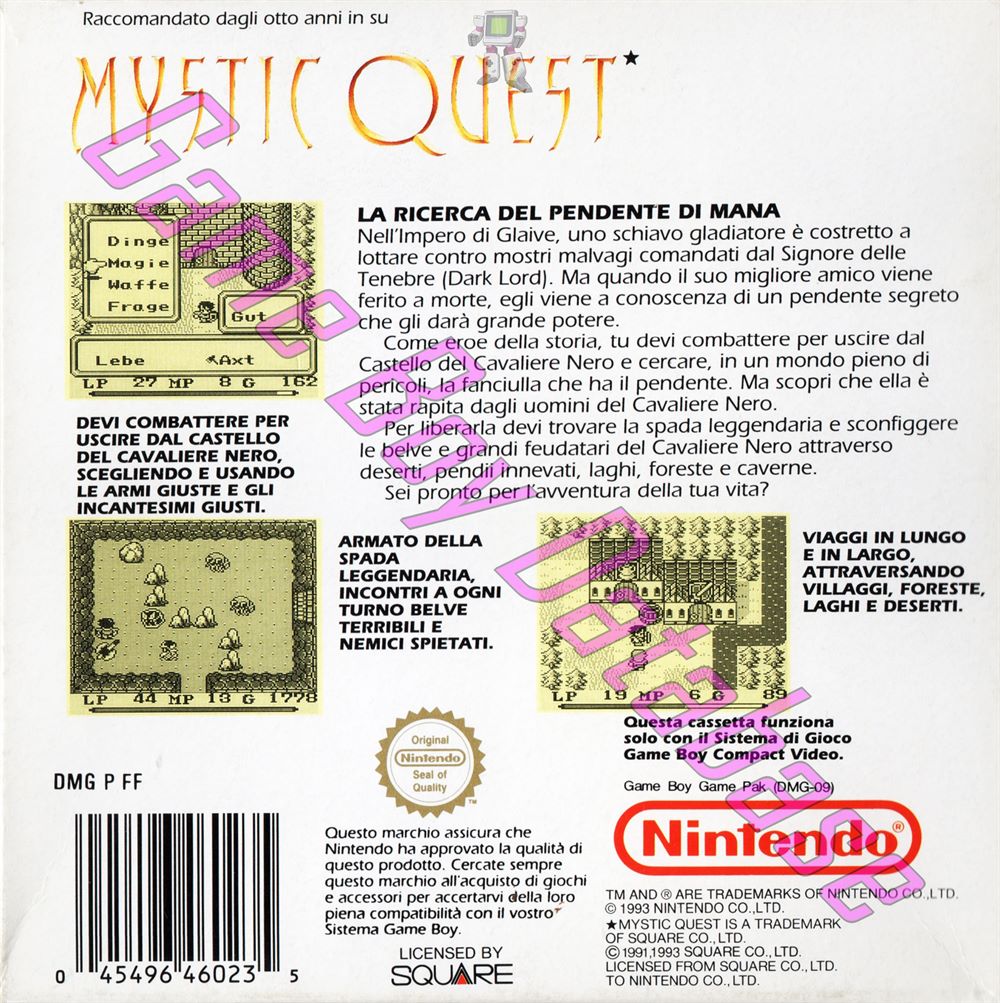 Raccomandato dagli otto anni in su
MYSTIC QUEST★
LA RICERCA DEL PENDENTE DI MANA
Nell'Impero di Glaive, uno schiavo gladiatore è costretto a
lottare contro mostri malvagi comandati dal Signore delle
Tenebre (Dark Lord). Ma quando il suo migliore amico viene
ferito a morte, egli viene a conoscenza di un pendente segreto
che gli darà grande potere.
Come eroe della storia, tu devi combattere per uscire dal
Castello del Cavaliere Nero e cercare, in un mondo pieno di
pericoli, la fanciulla che ha il pendente. Ma scopri che ella è
stata rapita dagli uomini del Cavaliere Nero.
Per liberarla devi trovare la spada leggendaria e sconfiggere
le belve e grandi feudatari del Cavaliere Nero attraverso
deserti, pendii innevati, laghi, foreste e caverne.
Sei pronto per l'avventura della tua vita?
Dinge
Magie
Waffe
Frage
Gut
Lebe Axt
LP 27 MP 8 G 162
DEVI COMBATTERE PER
USCIRE DAL CASTELLO
DEL CAVALIERE NERO,
SCEGLIENDO E USANDO
LE ARMI GIUSTE E GLI
INCANTESIMI GIUSTI.
LP 44 MP 13 G 1778
ARMATO DELLA
SPADA
LEGGENDARIA,
INCONTRI A OGNI
TURNO BELVE
TERRIBILI E
NEMICI SPIETATI.
LP 19 MP 6 G 89
VIAGGI IN LUNGO
E IN LARGO,
ATTRAVERSANDO
VILLAGGI, FORESTE,
LAGHI E DESERTI.
Questa cassetta funziona
solo con il Sistema di Gioco
Game Boy Compact Video.
Game Boy Game Pak (DMG-09)
Nintendo®
TM AND ® ARE TRADEMARKS OF NINTENDO CO.,LTD.
© 1993 NINTENDO CO.,LTD.
★MYSTIC QUEST IS A TRADEMARK
OF SQUARE CO., LTD.
© 1991,1993 SQUARE CO., LTD.
LICENSED FROM SQUARE CO., LTD.
TO NINTENDO CO., LTD.
Original
Nintendo
Seal of
Quality
TM
Questo marchio assicura che
Nintendo ha approvato la qualità di
questo prodotto. Cercate sempre
questo marchio all'acquisto di giochi
e accessori per accertarvi della loro
piena compatibilità con il vostro
Sistema Game Boy.
LICENSED BY
SQUARE
DMG P FF
0 45496 46023 5
Game Boy Database